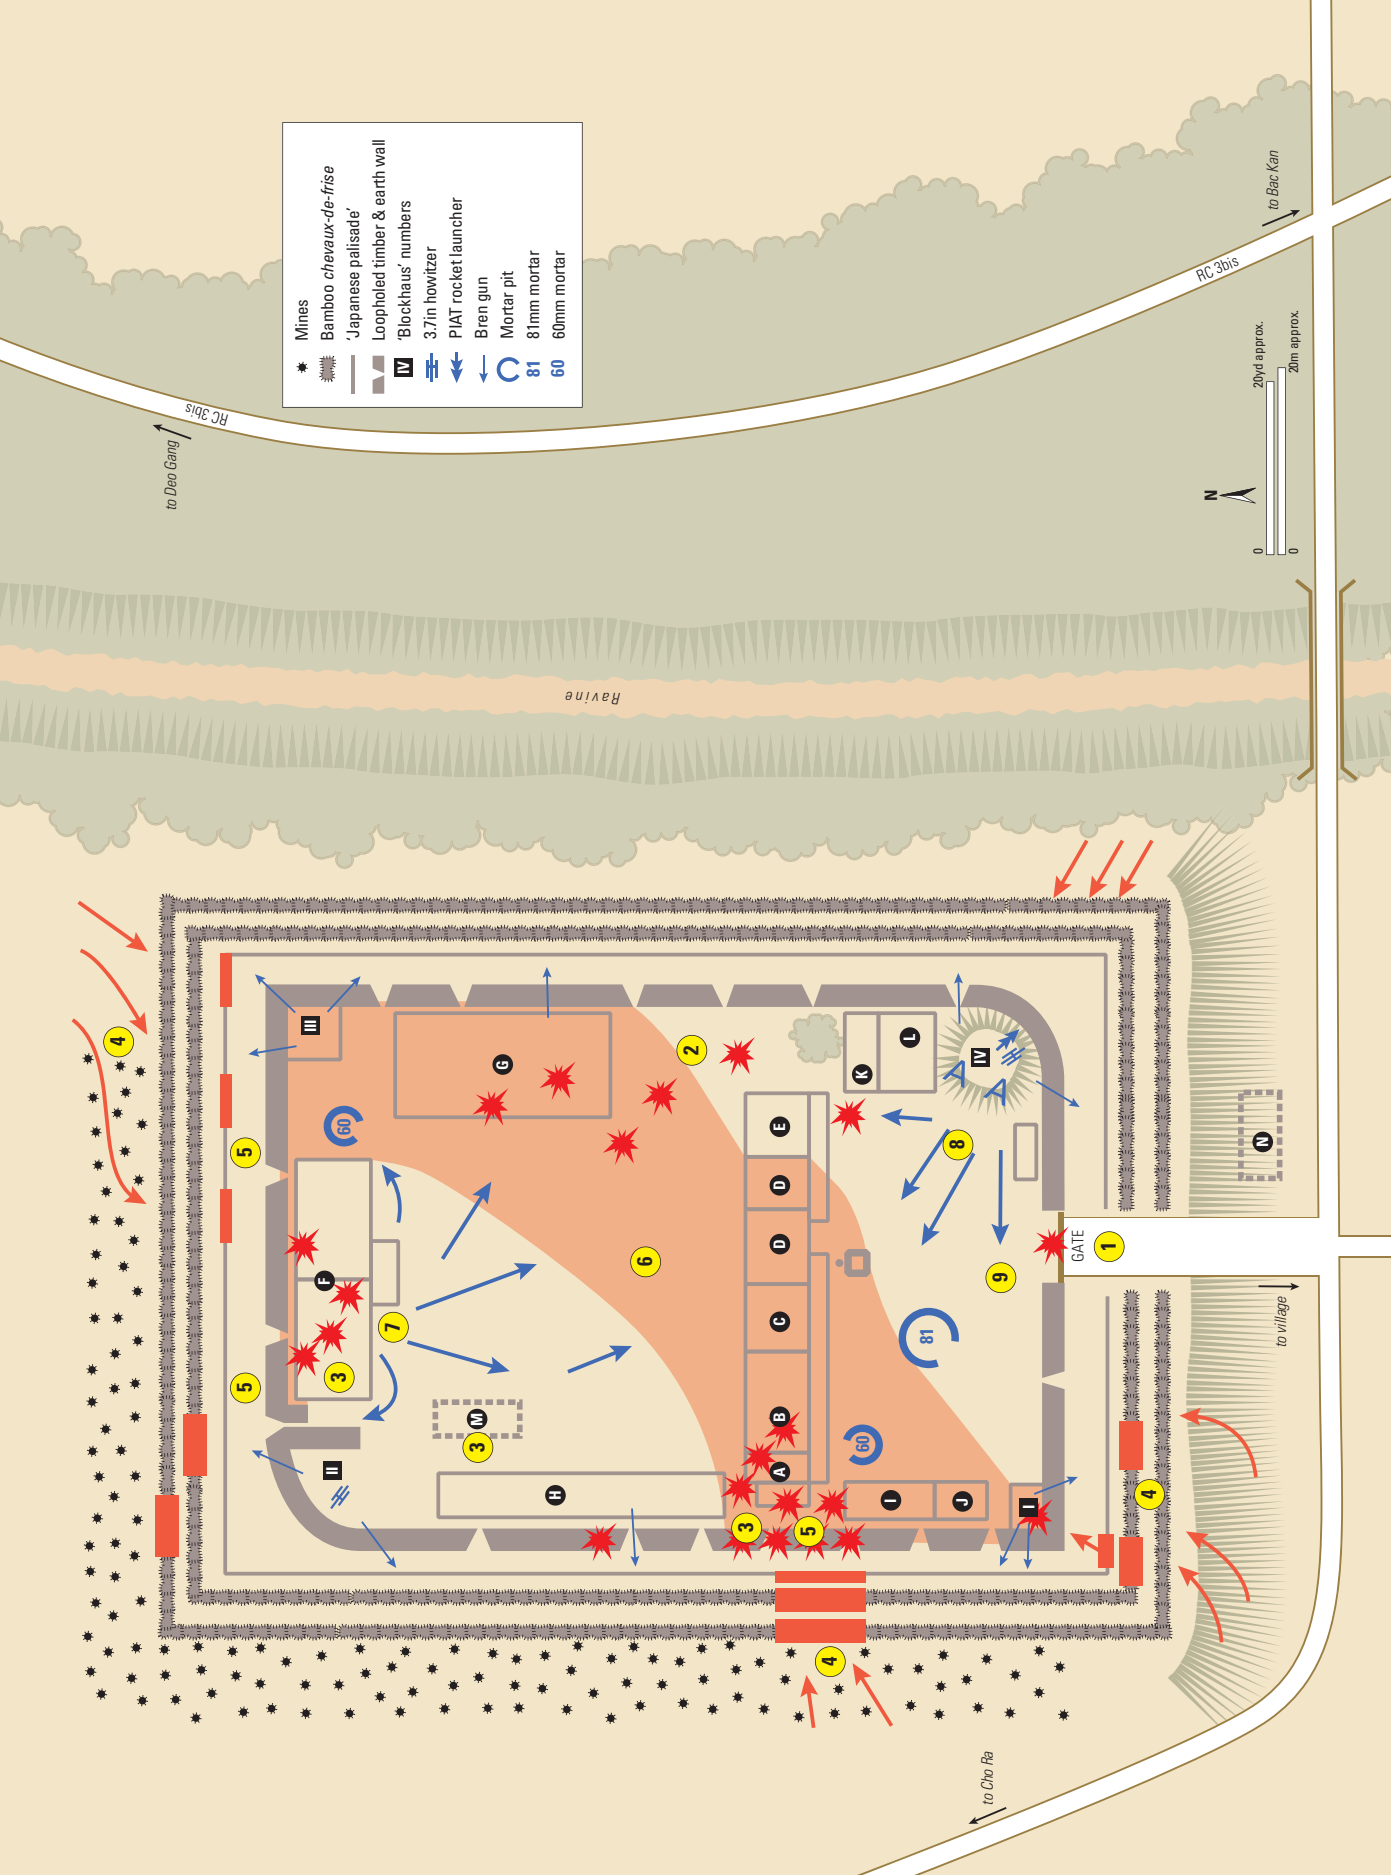 Mines
Bamboo chevaux-de-frise
‘Japanese palisade’
Loopholed timber & earth wall
IV ‘Blockhaus’ numbers
3.7in howitzer
PIAT rocket launcher
Bren gun
Mortar pit
81 81mm mortar
60 60mm mortar
to Deo Gang
RC 3bis
to Bac Kan
RC 3bis
N
0 20yd approx.
0 20m approx.
Ravine
4
5
5
III
60
G
2
F
3
7
M
3
II
H
6
K
L
IV
E
D
D
C
B
A
8
9
81
60
3
5
I
J
I
4
4
GATE
1
N
to village
to Cho Ra